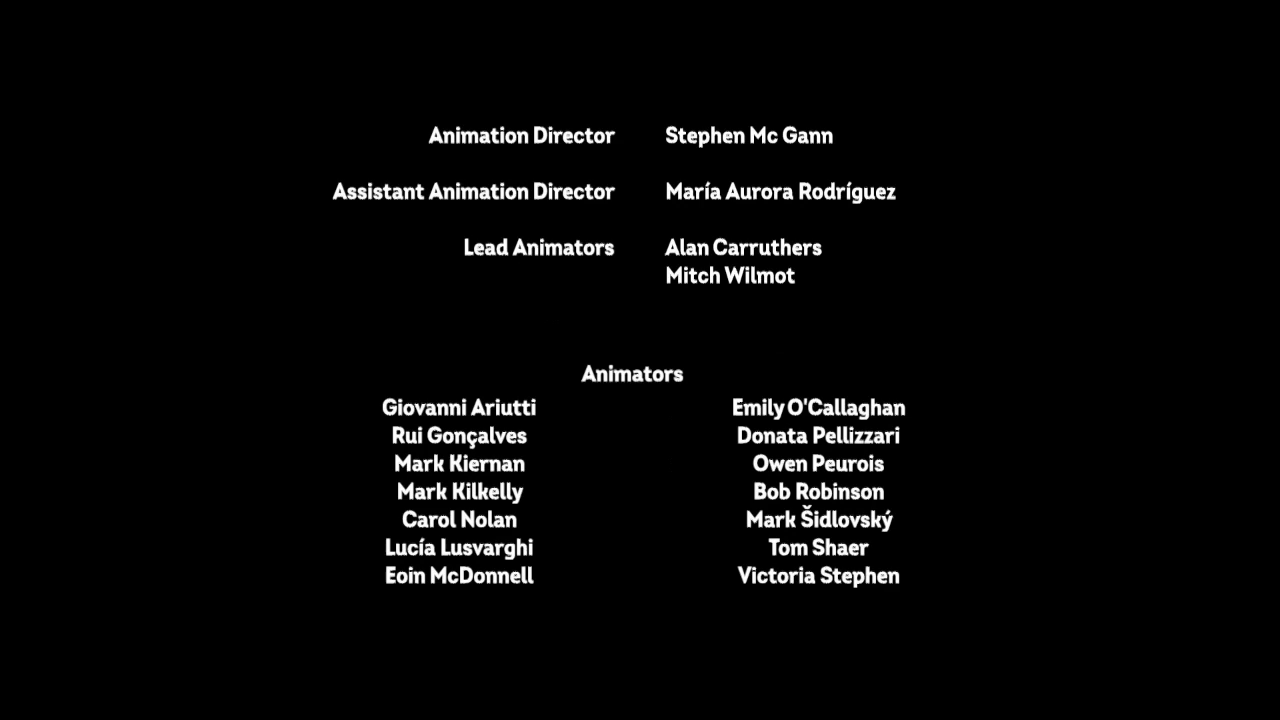 Animation Director Stephen Mc Gann
Assistant Animation Director María Aurora Rodríguez
Lead Animators Alan Carruthers
Mitch Wilmot
Animators
Giovanni Ariutti Emily O'Callaghan
Rui Gonçalves Donata Pellizzari
Mark Kiernan Owen Peurois
Mark Kilkelly Bob Robinson
Carol Nolan Mark Šidlovský
Lucía Lusvarghi Tom Shaer
Eoin McDonnell Victoria Stephen